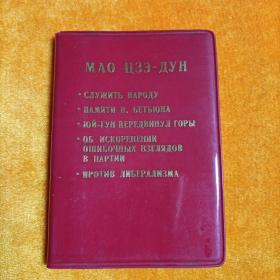 МАО ЦЗЭ-ДУН
• СЛУЖИТЬ НАРОДУ
• ПАМЯТИ Н. БЕТЬЮНА
• ЮЙ-ГУН ПЕРЕДВИНУЛ ГОРЫ
• ОБ ИСКОРЕНЕНИИ
ОШИБОЧНЫХ ВЗГЛЯДОВ
В ПАРТИИ
• ПРОТИВ ЛИБЕРАЛИЗМА